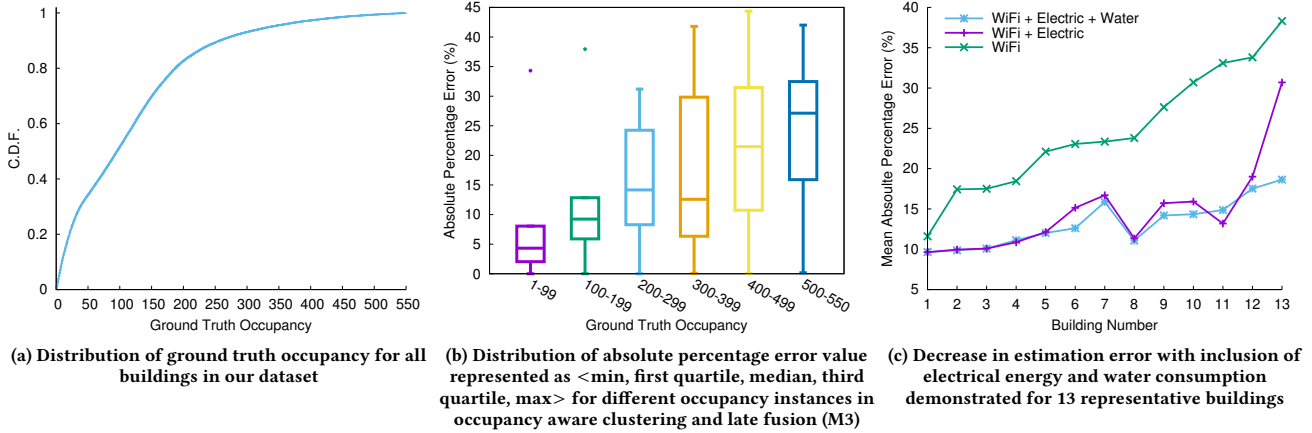 1
0.8
0.6
0.4
0.2
0
C.D.F.
0 50 100 150 200 250 300 350 400 450 500 550
Ground Truth Occupancy
(a) Distribution of ground truth occupancy for all
buildings in our dataset
45
40
35
30
25
20
15
10
5
0
Absolute Percentage Error (%)
1-99 100-199 200-299 300-399 400-499 500-550
Ground Truth Occupancy
(b) Distribution of absolute percentage error value
represented as <min, first quartile, median, third
quartile, max> for different occupancy instances in
occupancy aware clustering and late fusion (M3)
WiFi + Electric + Water
WiFi + Electric
WiFi
40
35
30
25
20
15
10
5
Mean Absoulte Percentage Error (%)
1 2 3 4 5 6 7 8 9 10 11 12 13
Building Number
(c) Decrease in estimation error with inclusion of
electrical energy and water consumption
demonstrated for 13 representative buildings